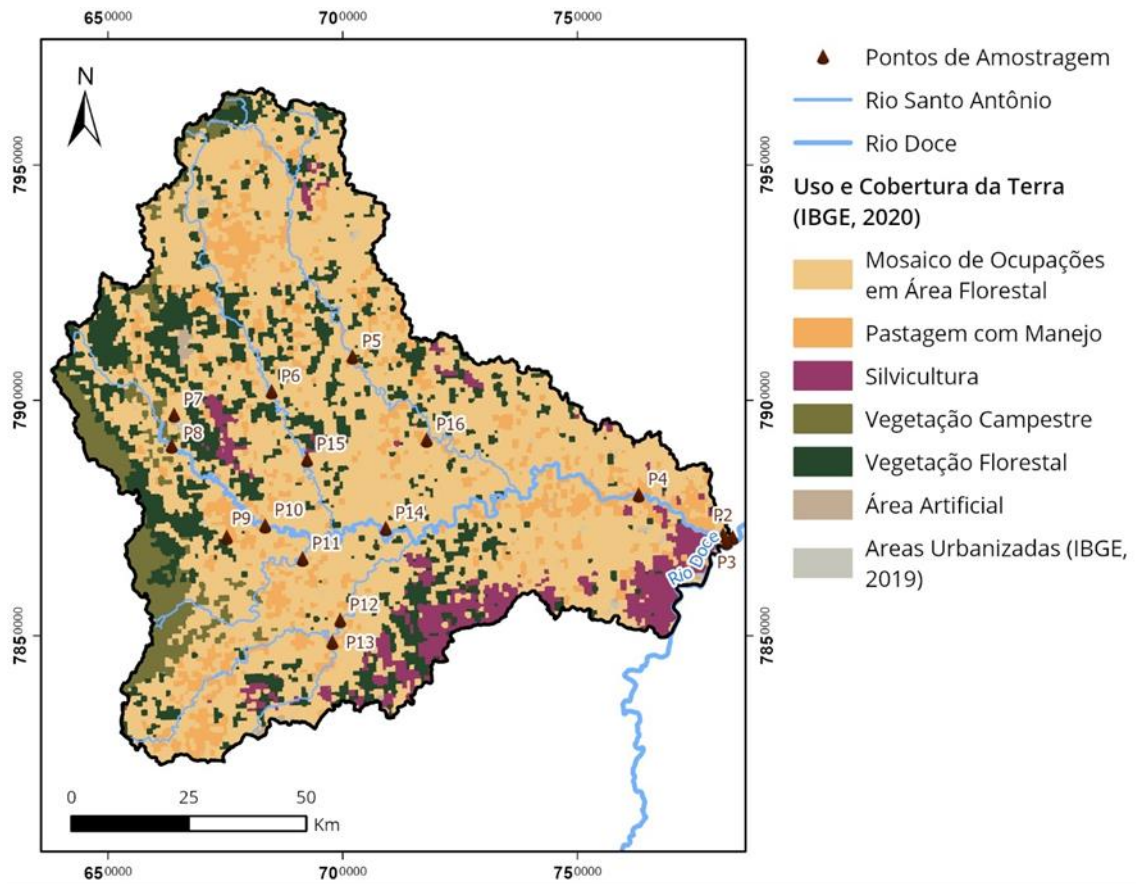 650000 700000 750000
N
7950000
7900000
7850000
7950000
7900000
7850000
P5
P6
P7
P8
P16
P15
P4
P9
P10
P14
P2
P11
P3
Rio Doce
P12
P13
0 25 50
Km
650000 700000 750000
Pontos de Amostragem
Rio Santo Antônio
Rio Doce
Uso e Cobertura da Terra
(IBGE, 2020)
Mosaico de Ocupações
em Área Florestal
Pastagem com Manejo
Silvicultura
Vegetação Campestre
Vegetação Florestal
Área Artificial
Areas Urbanizadas (IBGE,
2019)